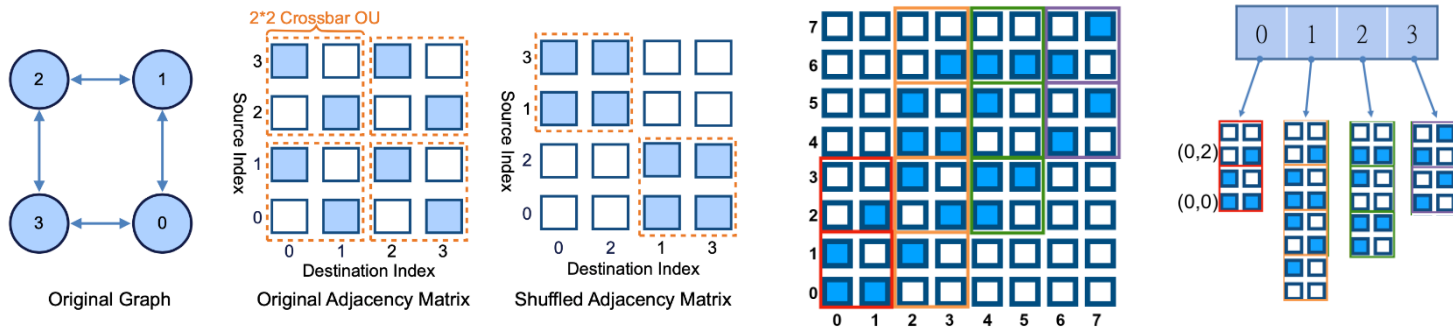 2
1
3
0
Original Graph
2*2 Crossbar OU
3
2
1
0
Source Index
0 1 2 3
Destination Index
Original Adjacency Matrix
3
1
2
0
Source Index
0 2 1 3
Destination Index
Shuffled Adjacency Matrix
7
6
5
4
3
2
1
0
0 1 2 3 4 5 6 7
0 1 2 3
(0,2)
(0,0)